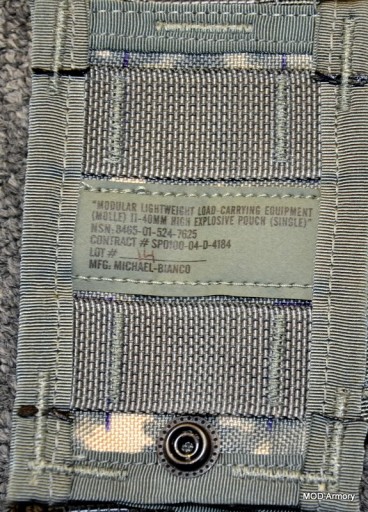 "MODULAR LIGHTWEIGHT LOAD-CARRYING EQUIPMENT
(MOLLE) II-40MM HIGH EXPLOSIVE POUCH (SINGLE)"
NSN: 8465-01-524-7625
CONTRACT # SPO100-04-D-4184
LOT # 14
MFG: MICHAEL-BIANCO
MOD Armory